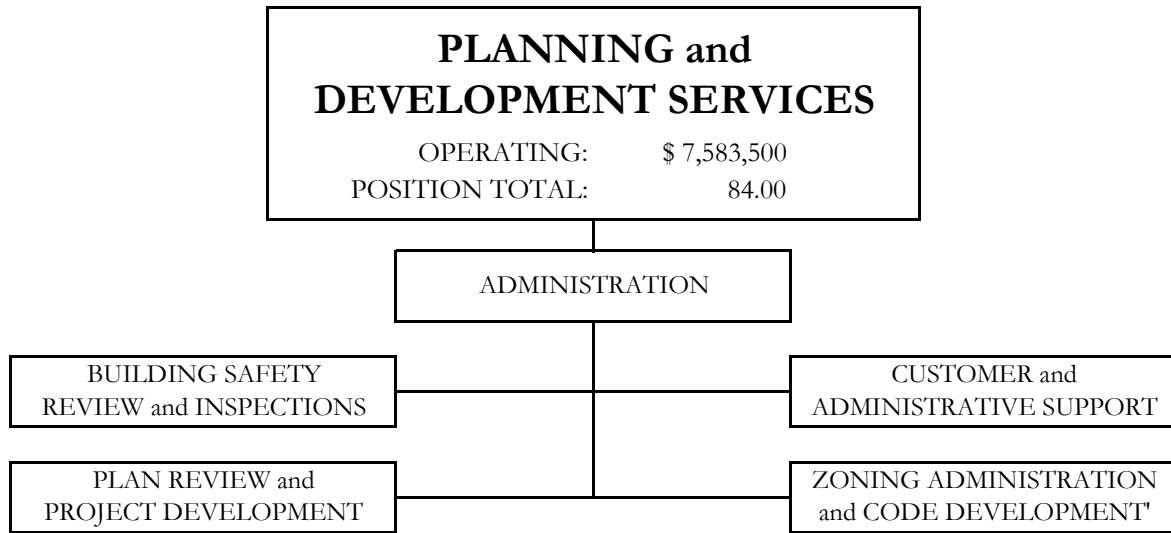 PLANNING and
DEVELOPMENT SERVICES
OPERATING: $ 7,583,500
POSITION TOTAL: 84.00
ADMINISTRATION
BUILDING SAFETY
REVIEW and INSPECTIONS
CUSTOMER and
ADMINISTRATIVE SUPPORT
PLAN REVIEW and
PROJECT DEVELOPMENT
ZONING ADMINISTRATION
and CODE DEVELOPMENT'